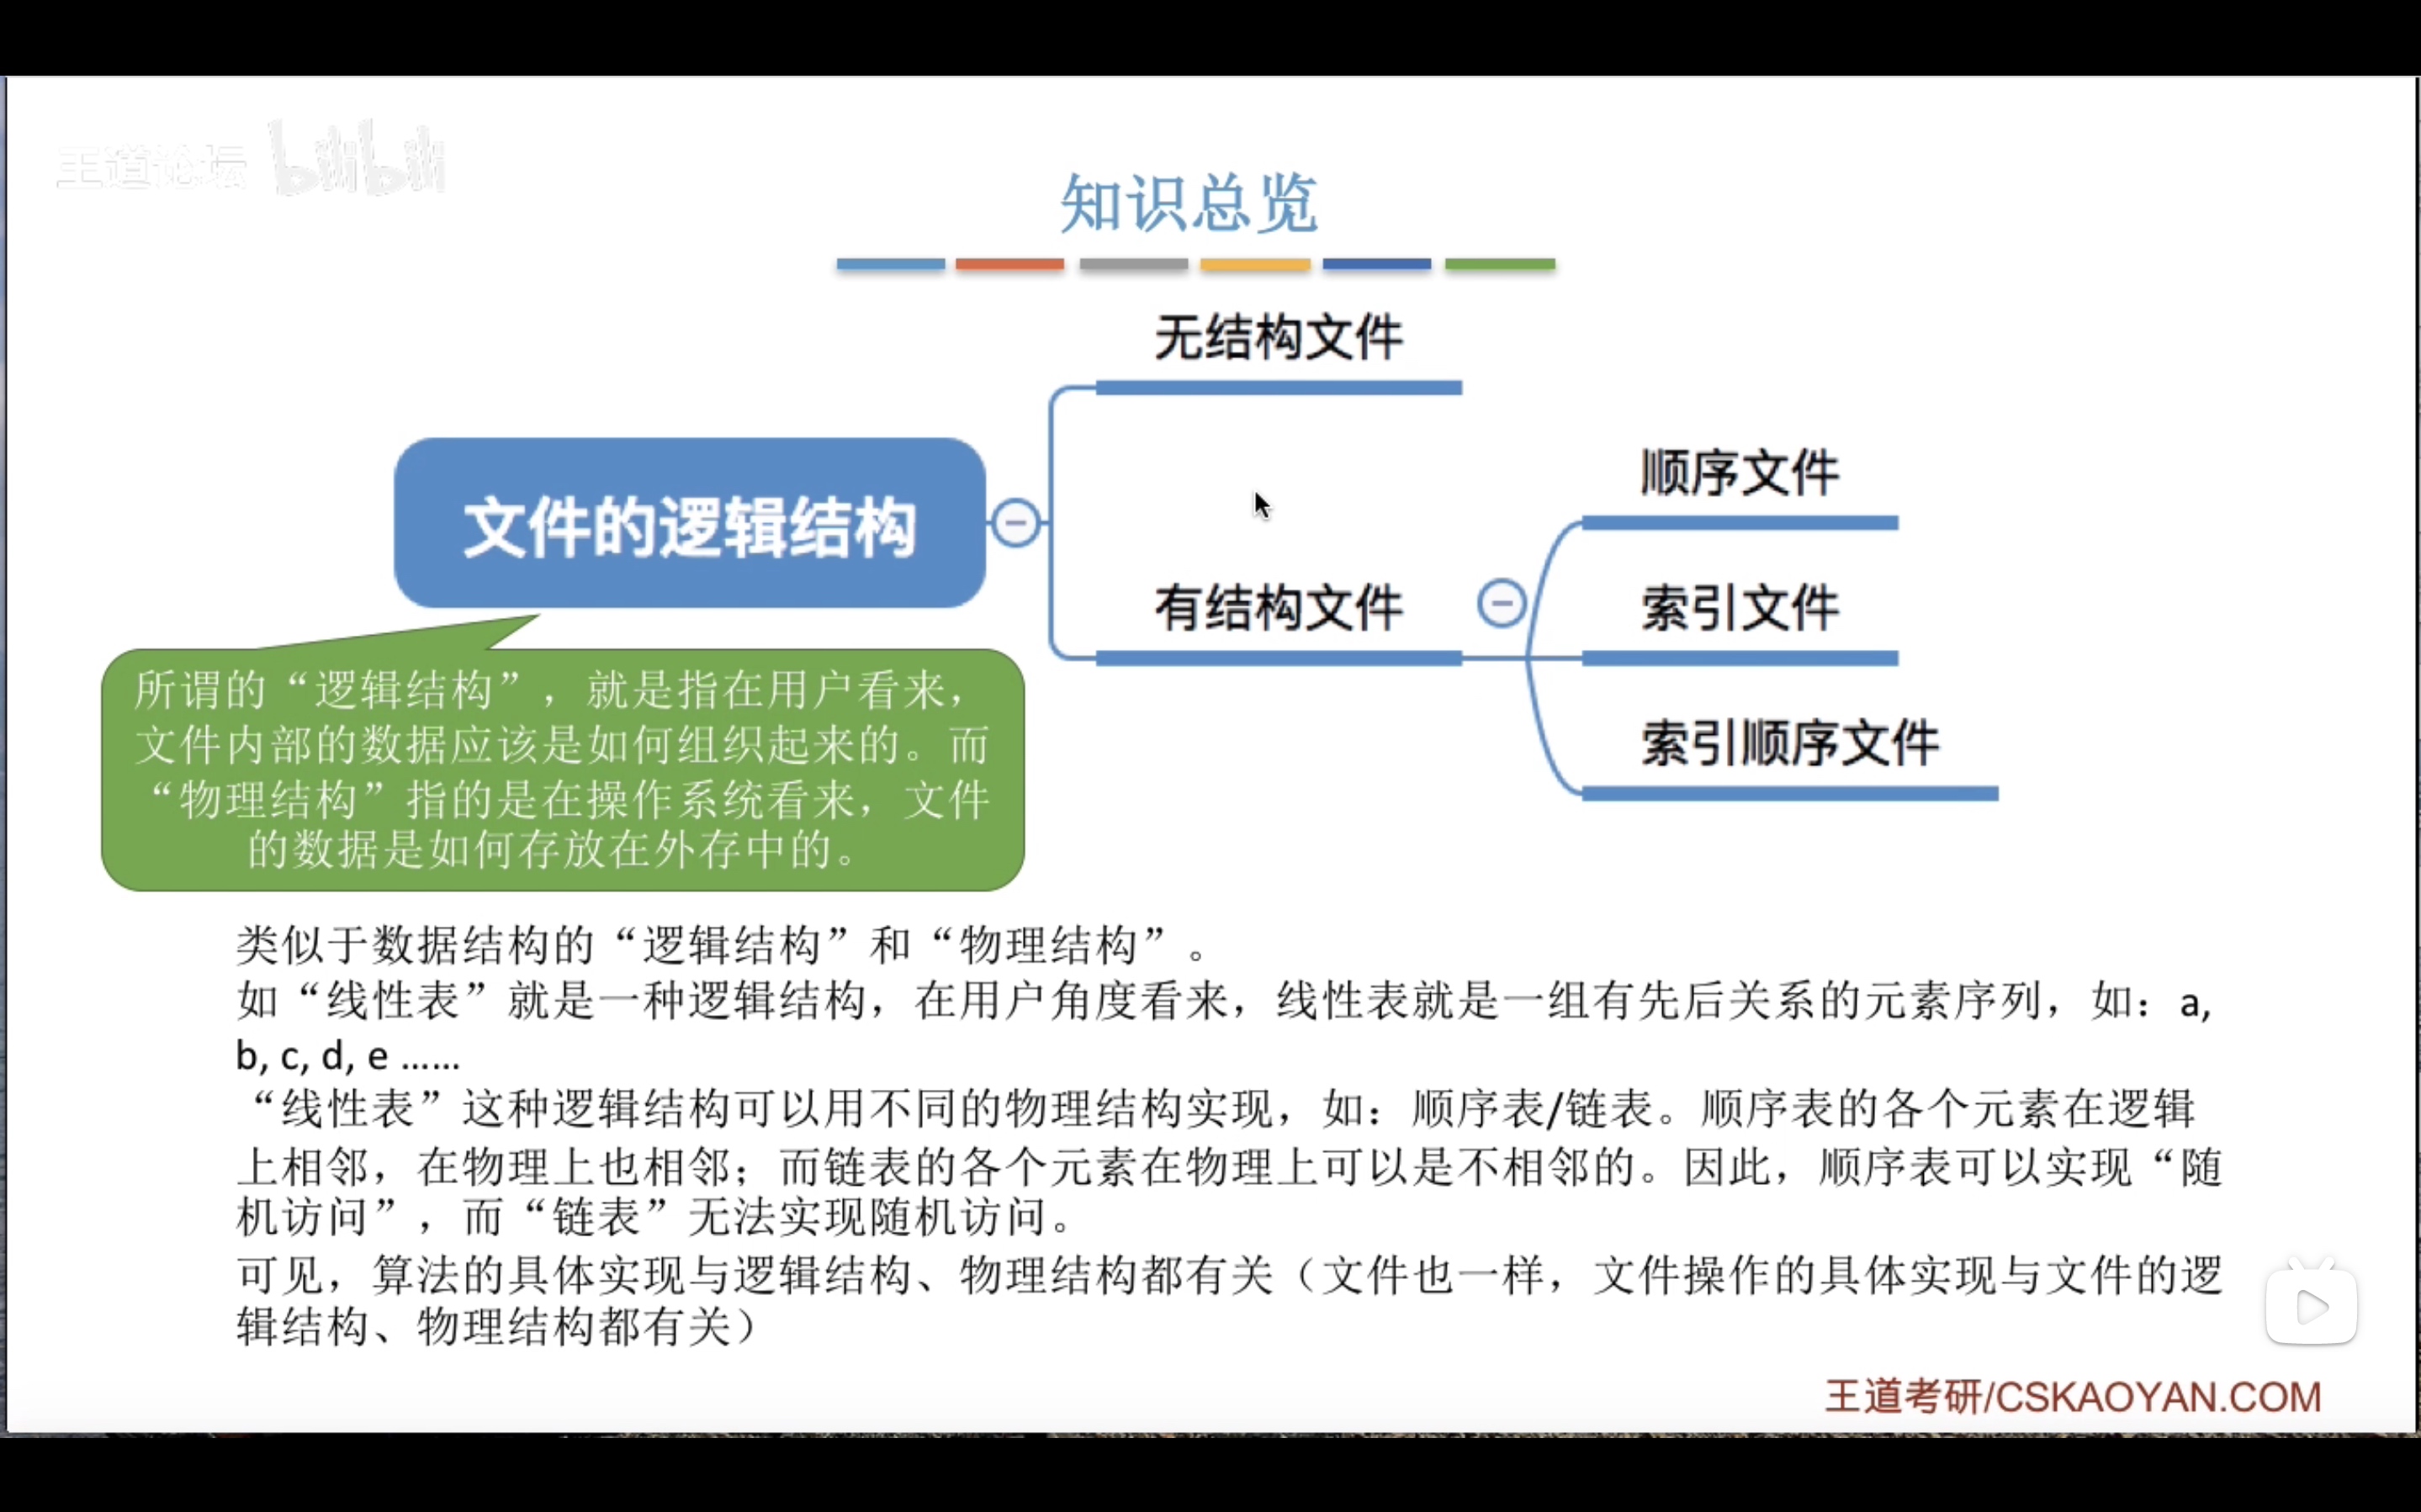 王道论坛 bilibili
知识总览
无结构文件
顺序文件
文件的逻辑结构
有结构文件
索引文件
索引顺序文件
所谓的“逻辑结构”，就是指在用户看来，
文件内部的数据应该是如何组织起来的。而
“物理结构”指的是在操作系统看来，文件
的数据是如何存放在外存中的。
类似于数据结构的“逻辑结构”和“物理结构”。
如“线性表”就是一种逻辑结构，在用户角度看来，线性表就是一组有先后关系的元素序列，如：a,
b, c, d, e ……
“线性表”这种逻辑结构可以用不同的物理结构实现，如：顺序表/链表。顺序表的各个元素在逻辑
上相邻，在物理上也相邻；而链表的各个元素在物理上可以是不相邻的。因此，顺序表可以实现“随
机访问”，而“链表”无法实现随机访问。
可见，算法的具体实现与逻辑结构、物理结构都有关（文件也一样，文件操作的具体实现与文件的逻
辑结构、物理结构都有关）
王道考研/CSKAOYAN.COM